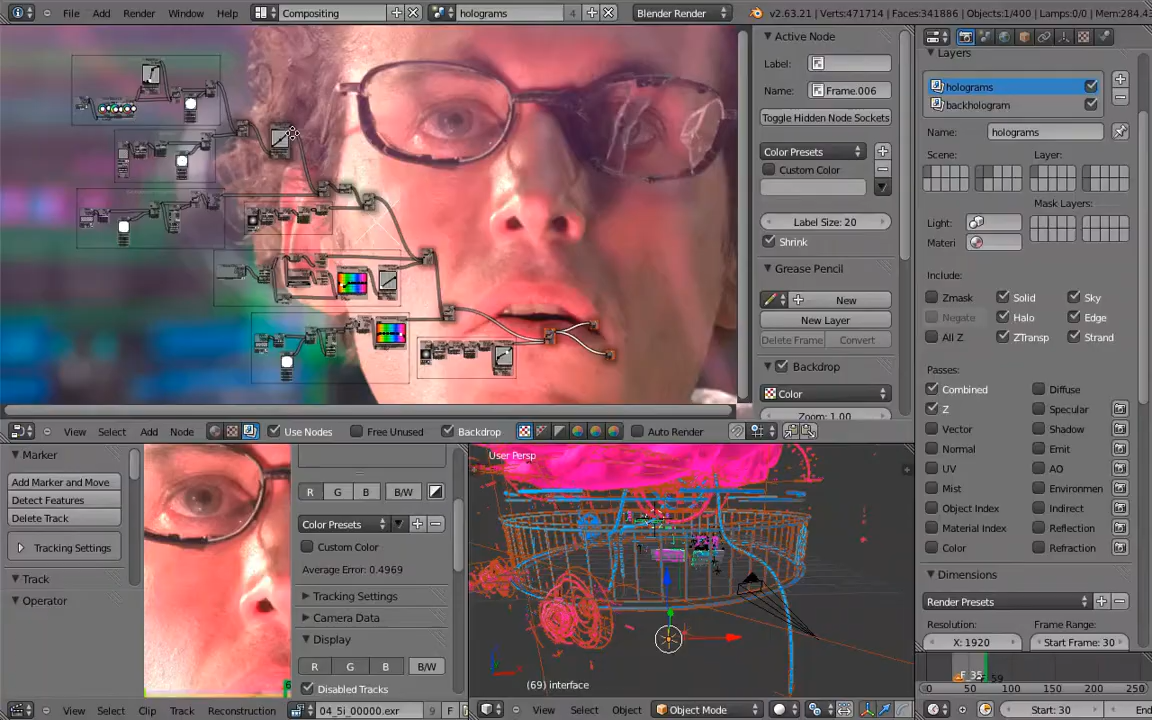 File Add Render Window Help Compositing holograms 4 Blender Render v2.63.21 | Verts:471714 | Faces:341886 | Objects:1/400 | Lamps:0/0 | Mem:284.43
Active Node
Label:
Name: Frame.006
Toggle Hidden Node Sockets
Color Presets
Custom Color
Label Size: 20
Shrink
Grease Pencil
New
New Layer
Delete Frame Convert
Backdrop
Color
Zoom: 1.00
View Select Add Node Use Nodes Free Unused Backdrop Auto Render
Layers
holograms
backhologram
Name: holograms
Scene: Layer:
Mask Layers:
Light:
Materi
Include:
Zmask Solid Sky
Negate Halo Edge
All Z ZTransp Strand
Passes:
Combined Diffuse
Z Specular
Vector Shadow
Normal Emit
UV AO
Mist Environmen
Object Index Indirect
Material Index Reflection
Color Refraction
Dimensions
Render Presets
Resolution: Frame Range:
X: 1920 Start Frame: 30
Marker
Add Marker and Move
Detect Features
Delete Track
Tracking Settings
Track
Operator
R G B B/W
Color Presets
Custom Color
Average Error: 0.4969
Tracking Settings
Camera Data
Display
R G B B/W
Disabled Tracks
View Select Clip Track Reconstruction 04_5i_00000.exr 9 F
User Persp
(69) interface
View Select Object Object Mode
F_35 59
0 50 100 150 200 250
Start: 30 End